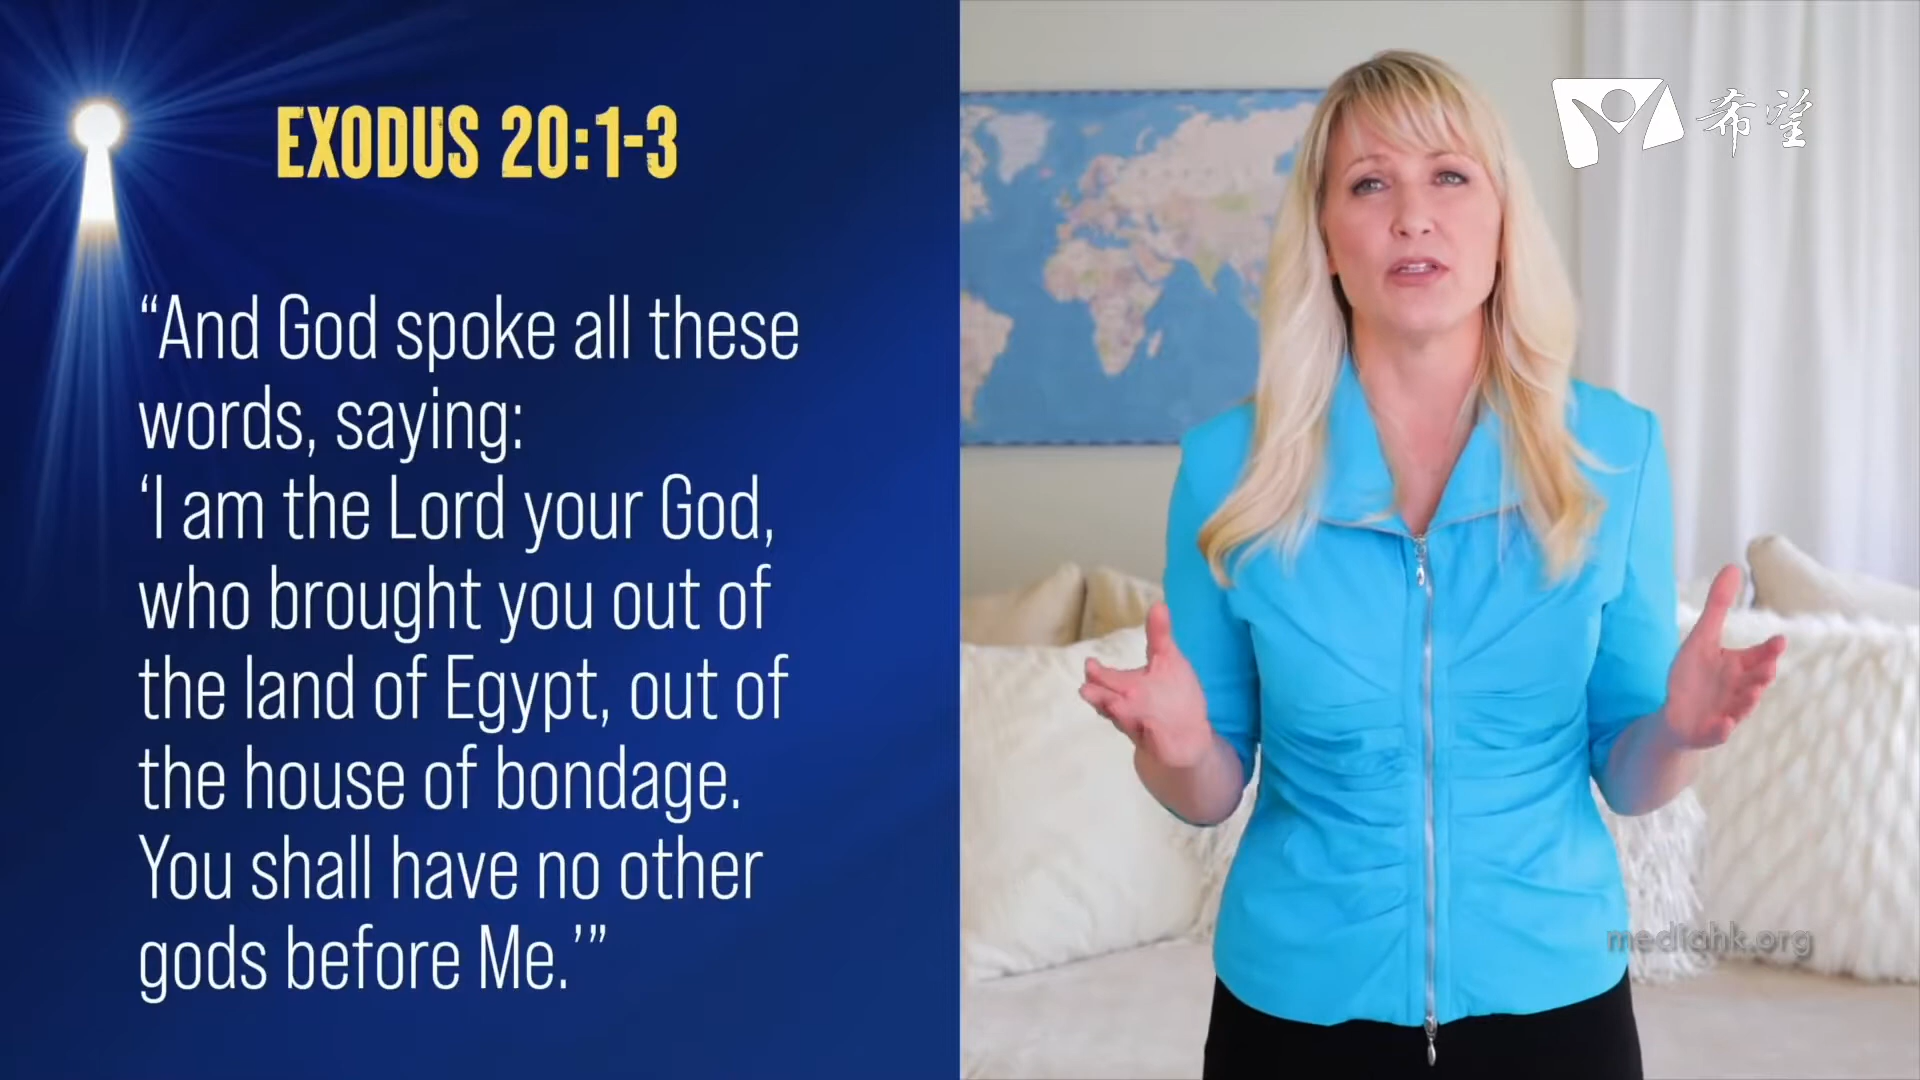 EXODUS 20:1-3
“And God spoke all these
words, saying:
‘I am the Lord your God,
who brought you out of
the land of Egypt, out of
the house of bondage.
You shall have no other
gods before Me.’”
希望
mediahk.org